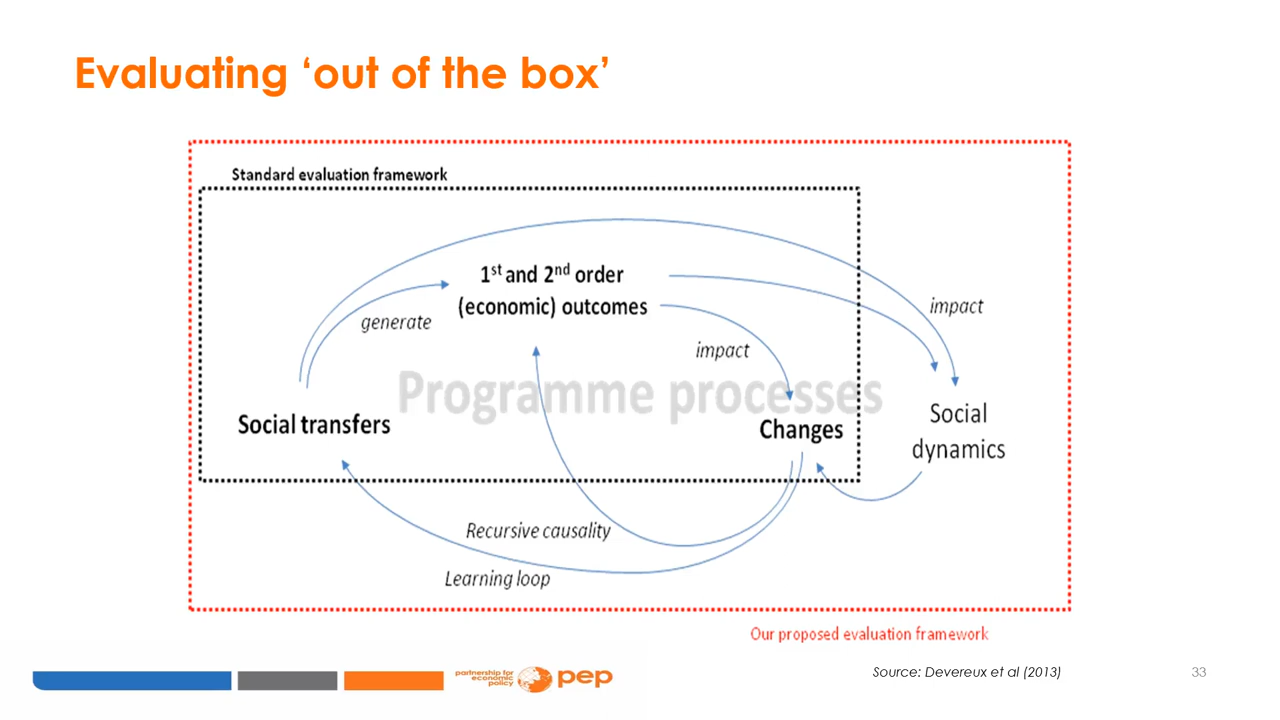 Evaluating ‘out of the box’
Standard evaluation framework
1st and 2nd order
(economic) outcomes
generate
impact
impact
Programme processes
Social transfers
Changes
Social
dynamics
Recursive causality
Learning loop
Our proposed evaluation framework
partnership for
economic
policy
pep
Source: Devereux et al (2013)
33